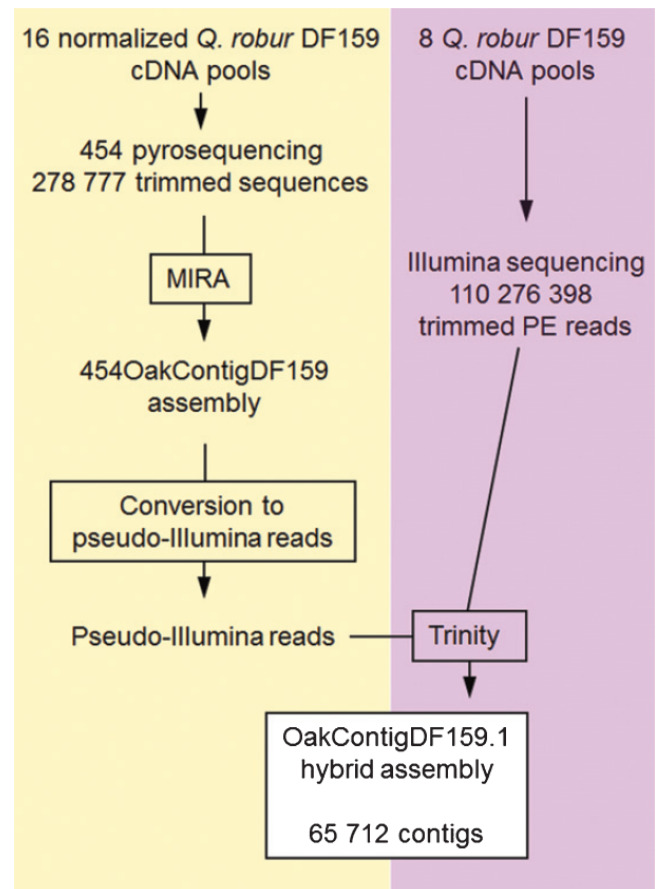 16 normalized Q. robur DF159
cDNA pools
454 pyrosequencing
278 777 trimmed sequences
MIRA
454OakContigDF159
assembly
Conversion to
pseudo-Illumina reads
Pseudo-Illumina reads
8 Q. robur DF159
cDNA pools
Illumina sequencing
110 276 398
trimmed PE reads
Trinity
OakContigDF159.1
hybrid assembly
65 712 contigs